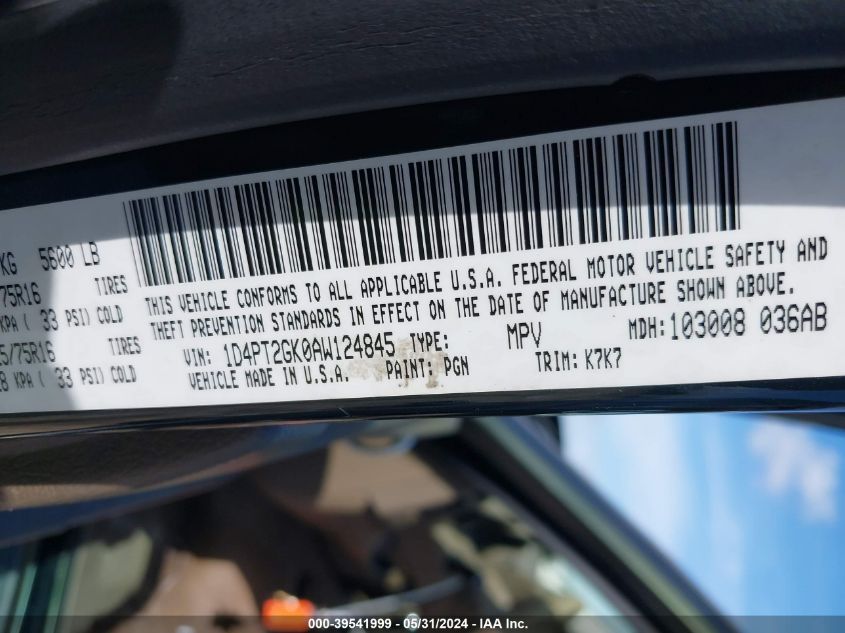 KG 5600 LB
75R16 TIRES
KPA ( 33 PSI) COLD
5/75R16 TIRES
8 KPA ( 33 PSI) COLD
THIS VEHICLE CONFORMS TO ALL APPLICABLE U.S.A. FEDERAL MOTOR VEHICLE SAFETY AND
THEFT PREVENTION STANDARDS IN EFFECT ON THE DATE OF MANUFACTURE SHOWN ABOVE.
VIN: 1D4PT2GK0AW124845 TYPE: MPV MDH: 103008 036AB
VEHICLE MADE IN U.S.A. PAINT: PGN TRIM: K7K7
000-39541999 - 05/31/2024 - IAA Inc.